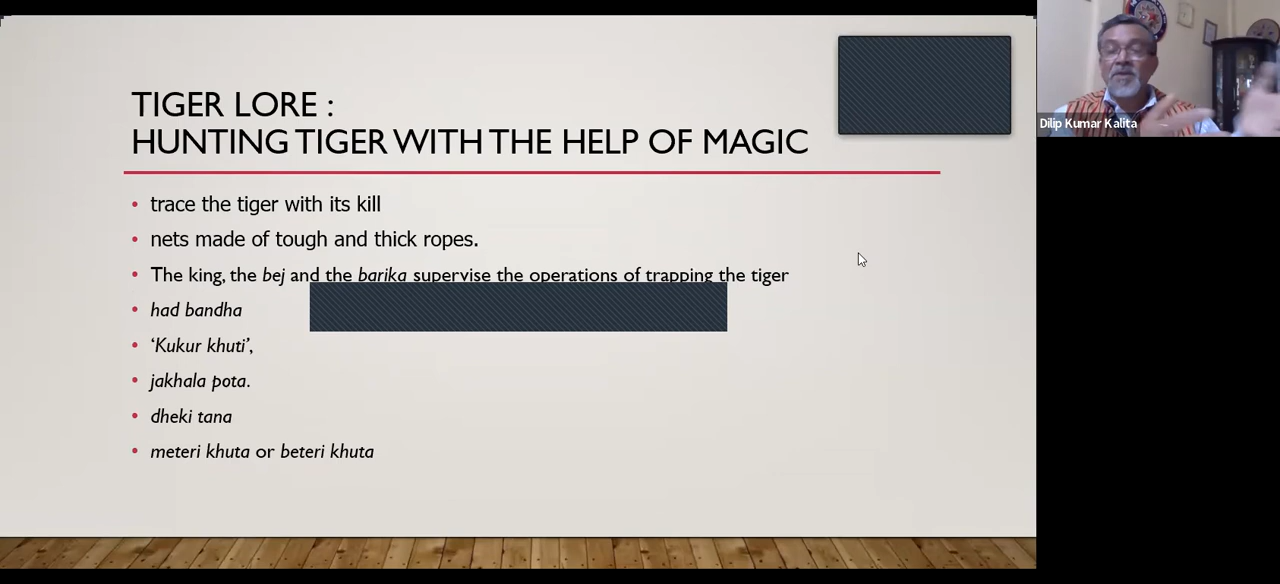 TIGER LORE :
HUNTING TIGER WITH THE HELP OF MAGIC
Dilip Kumar Kalita
• trace the tiger with its kill
• nets made of tough and thick ropes.
• The king, the bej and the barika supervise the operations of trapping the tiger
• had bandha
• ‘Kukur khuti’,
• jakhala pota.
• dheki tana
• meteri khuta or beteri khuta